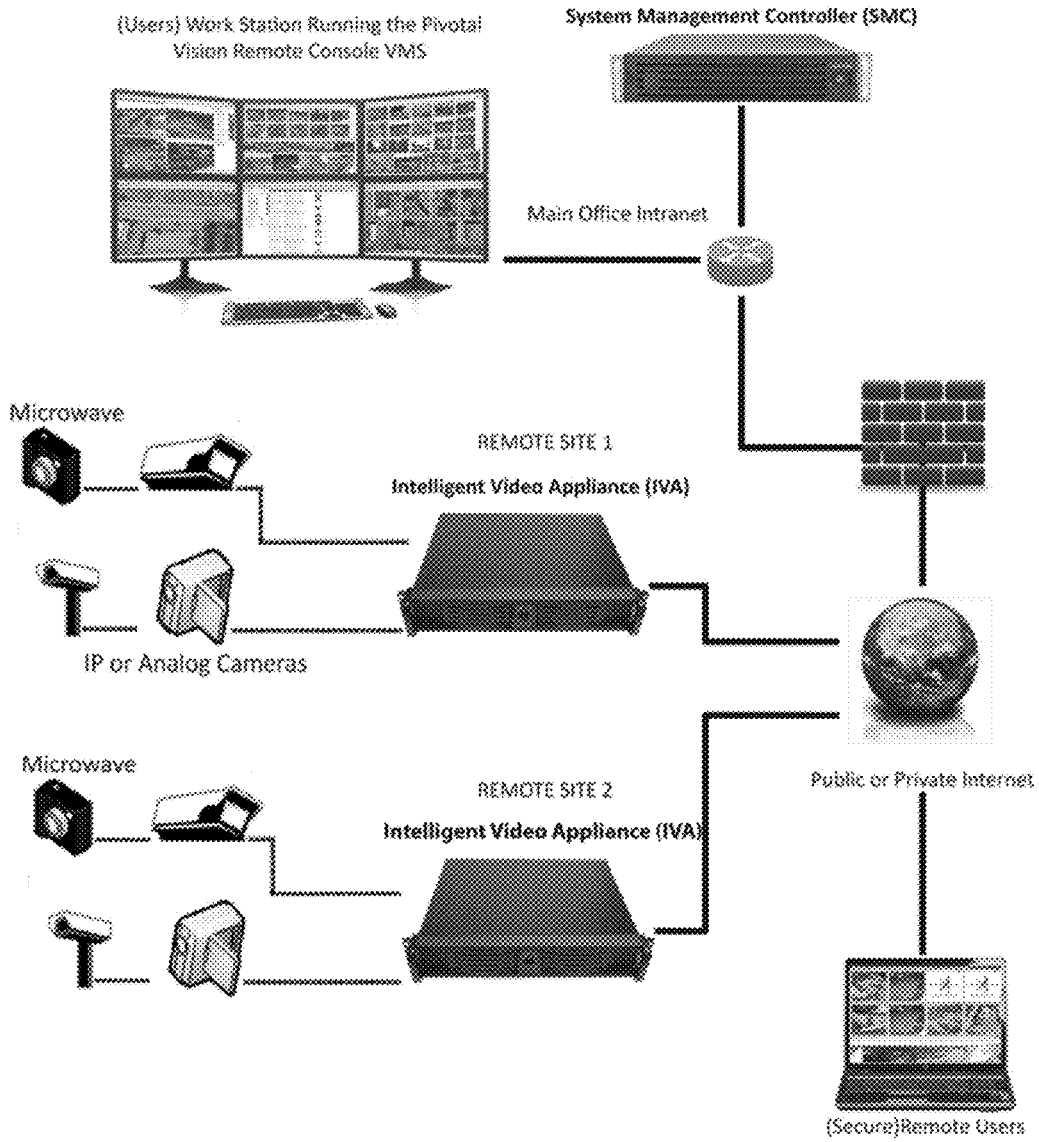 (Users) Work Station Running the Pivotal
Vision Remote Console VMS
System Management Controller (SMC)
Main Office Intranet
Microwave
REMOTE SITE 1
Intelligent Video Appliance (IVA)
IP or Analog Cameras
Microwave
REMOTE SITE 2
Intelligent Video Appliance (IVA)
Public or Private Internet
(Secure)Remote Users